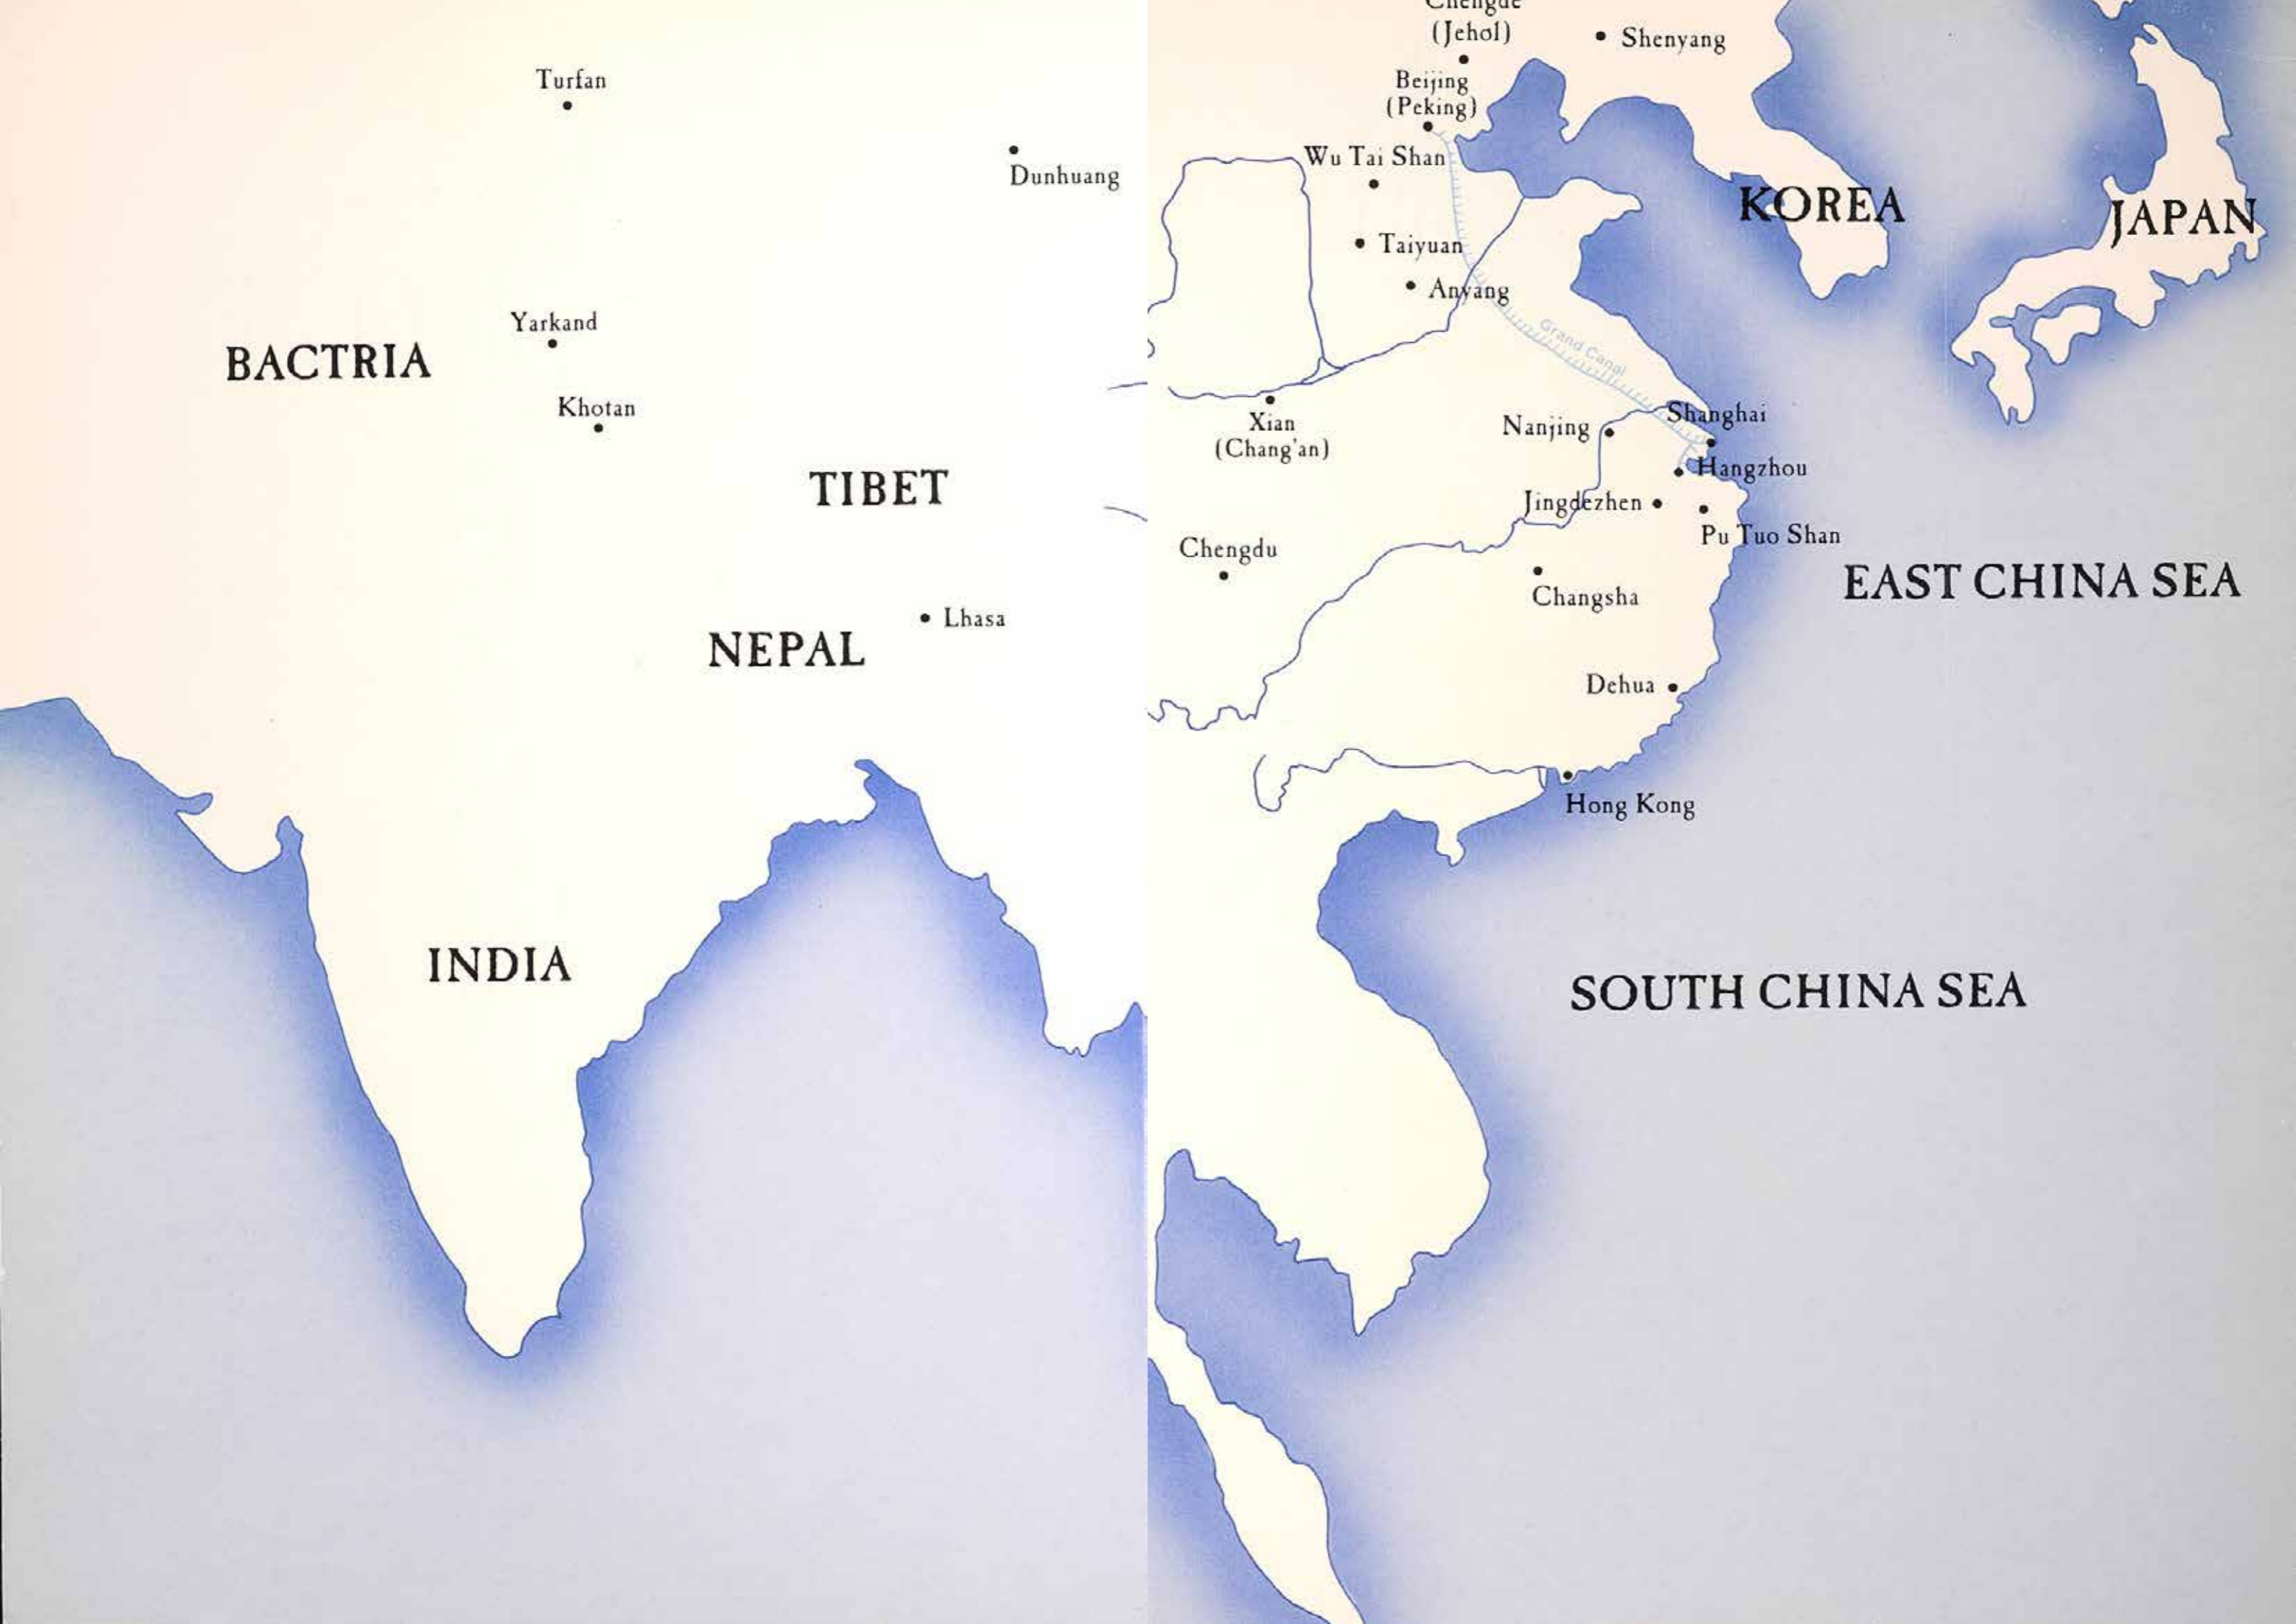 Turfan
Dunhuang
Yarkand
BACTRIA
Khotan
TIBET
Lhasa
NEPAL
INDIA
Chengde
(Jehol)
Shenyang
Beijing
(Peking)
Wu Tai Shan
KOREA
JAPAN
Taiyuan
Anyang
Grand Canal
Xian
(Chang'an)
Nanjing
Shanghai
Hangzhou
Jingdezhen
Pu Tuo Shan
Chengdu
EAST CHINA SEA
Changsha
Dehua
Hong Kong
SOUTH CHINA SEA